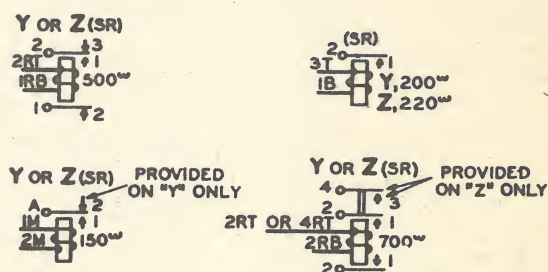 Y OR Z (SR)
2 3
2RT 1
1RB 500ω
1 2
(SR)
2 1
3T Y, 200ω
1B Z, 220ω
Y OR Z (SR) PROVIDED
ON "Y" ONLY
A 2
1M 1
2M 150ω
Y OR Z (SR) PROVIDED
ON "Z" ONLY
4 3
2 1
2RT OR 4RT
2RB 700ω
2 1